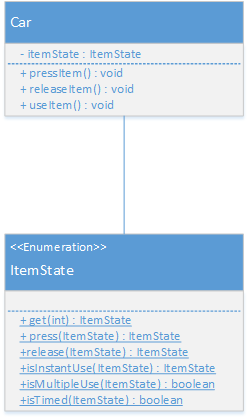 Car
- itemState : ItemState
+ pressItem() : void
+ releaseItem() : void
+ useItem() : void
<<Enumeration>>
ItemState
+ get(int) : ItemState
+ press(ItemState) : ItemState
+release(ItemState) : ItemState
+isInstantUse(ItemState) : ItemState
+isMultipleUse(ItemState) : boolean
+isTimed(ItemState) : boolean